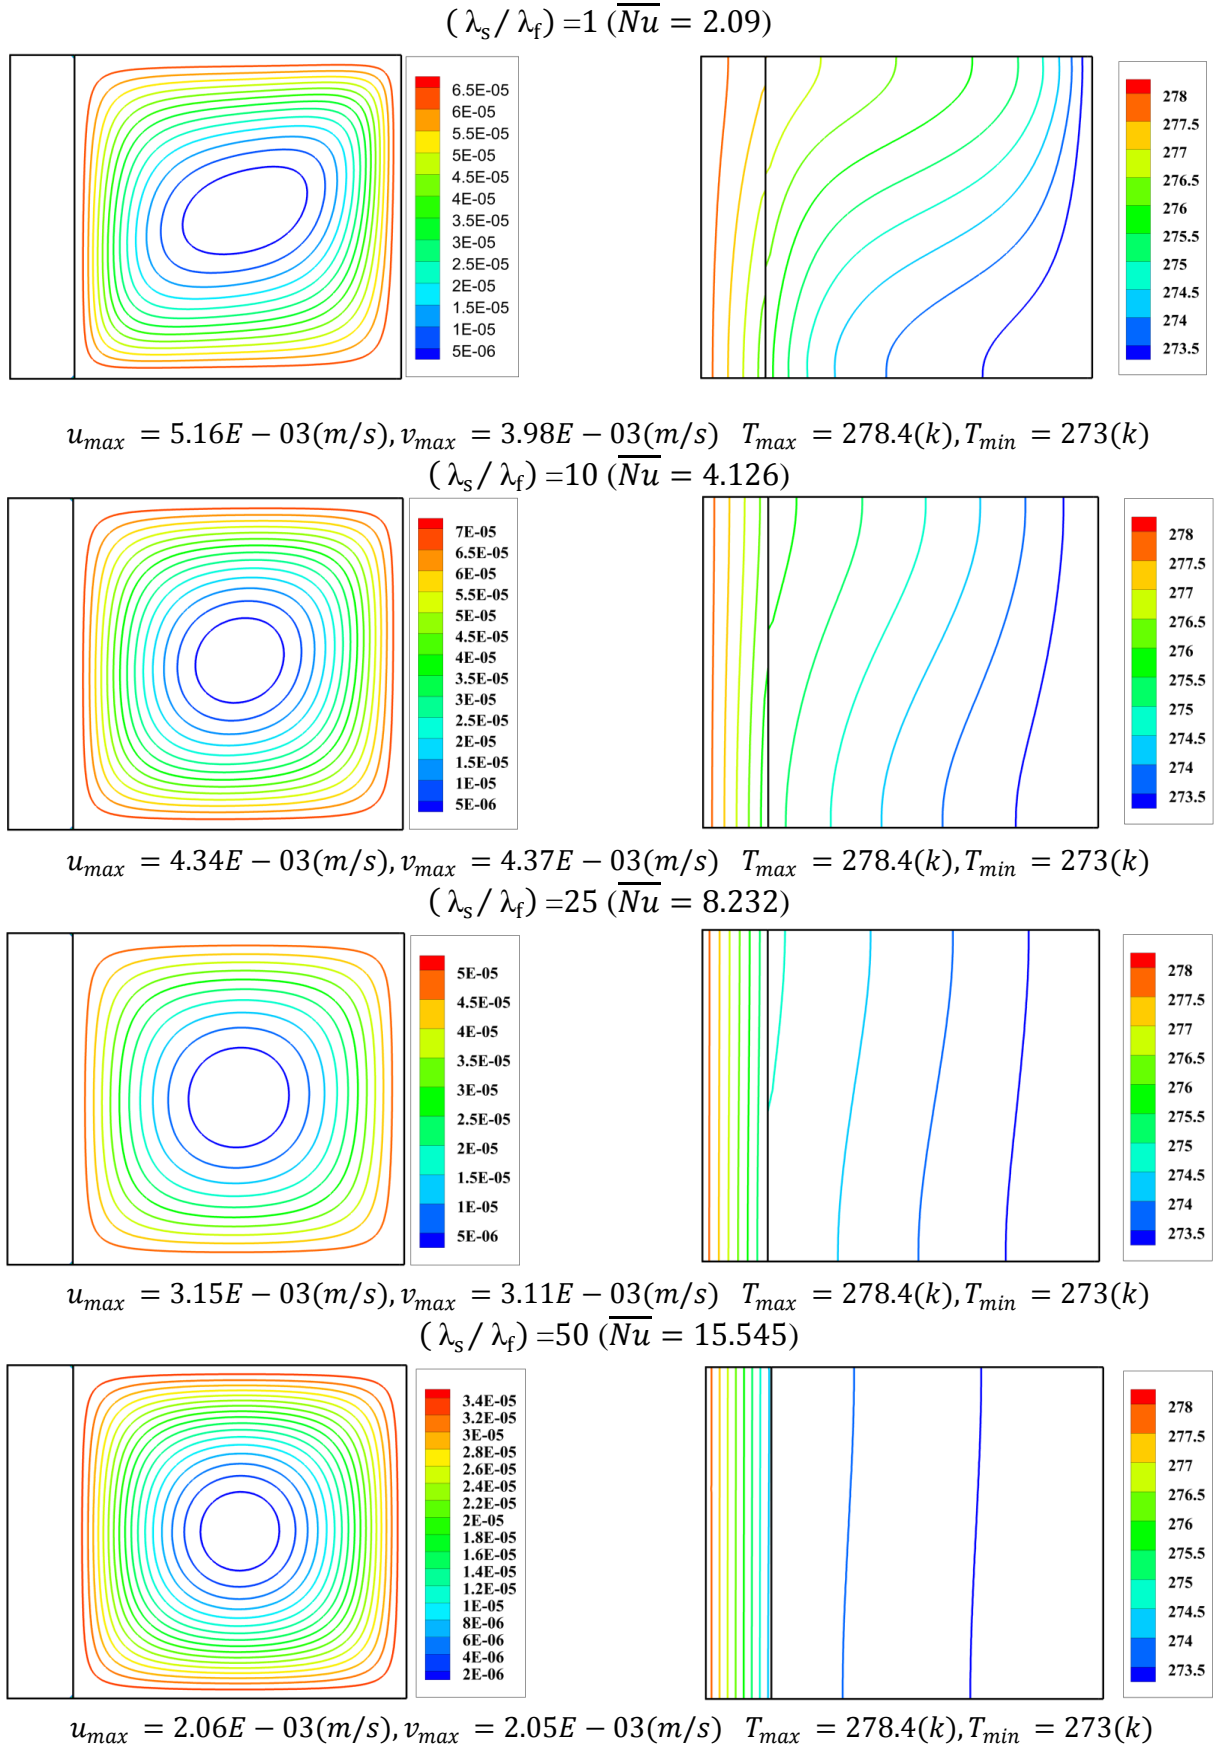 (λs/ λf) =1 (Nu = 2.09)
6.5E-05
6E-05
5.5E-05
5E-05
4.5E-05
4E-05
3.5E-05
3E-05
2.5E-05
2E-05
1.5E-05
1E-05
5E-06
278
277.5
277
276.5
276
275.5
275
274.5
274
273.5
umax = 5.16E − 03(m/s), vmax = 3.98E − 03(m/s) Tmax = 278.4(k), Tmin = 273(k)
(λs/ λf) =10 (Nu = 4.126)
7E-05
6.5E-05
6E-05
5.5E-05
5E-05
4.5E-05
4E-05
3.5E-05
3E-05
2.5E-05
2E-05
1.5E-05
1E-05
5E-06
278
277.5
277
276.5
276
275.5
275
274.5
274
273.5
umax = 4.34E − 03(m/s), vmax = 4.37E − 03(m/s) Tmax = 278.4(k), Tmin = 273(k)
(λs/ λf) =25 (Nu = 8.232)
5E-05
4.5E-05
4E-05
3.5E-05
3E-05
2.5E-05
2E-05
1.5E-05
1E-05
5E-06
278
277.5
277
276.5
276
275.5
275
274.5
274
273.5
umax = 3.15E − 03(m/s), vmax = 3.11E − 03(m/s) Tmax = 278.4(k), Tmin = 273(k)
(λs/ λf) =50 (Nu = 15.545)
3.4E-05
3.2E-05
3E-05
2.8E-05
2.6E-05
2.4E-05
2.2E-05
2E-05
1.8E-05
1.6E-05
1.4E-05
1.2E-05
1E-05
8E-06
6E-06
4E-06
2E-06
278
277.5
277
276.5
276
275.5
275
274.5
274
273.5
umax = 2.06E − 03(m/s), vmax = 2.05E − 03(m/s) Tmax = 278.4(k), Tmin = 273(k)